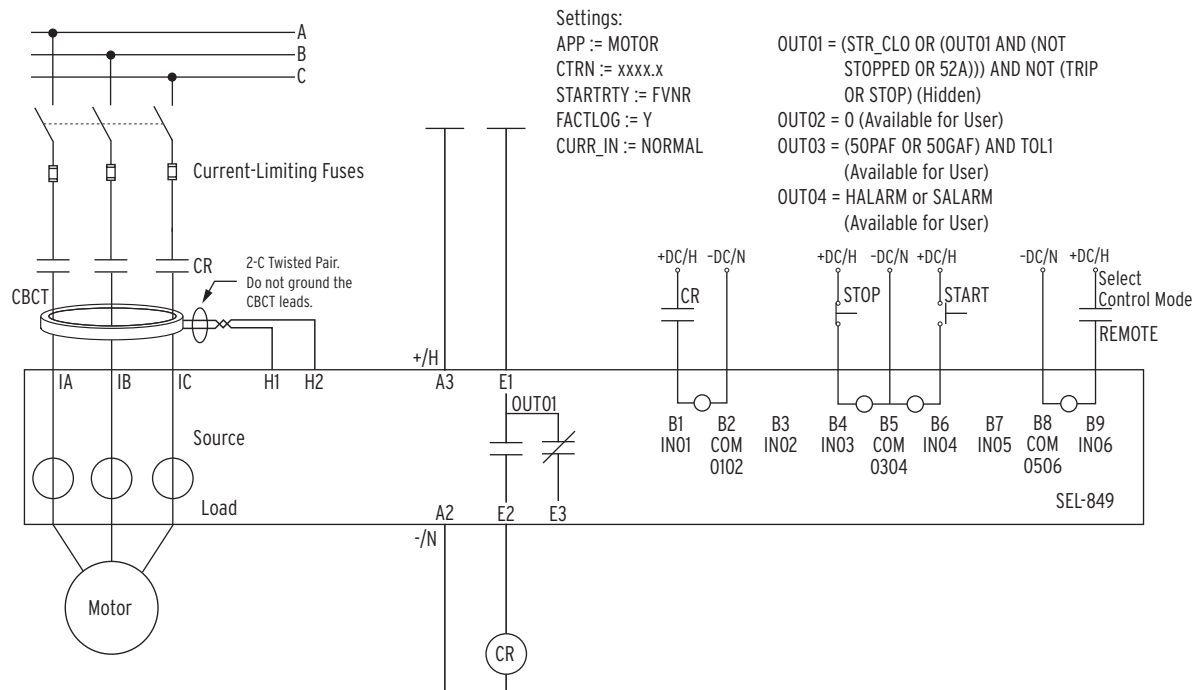 A
B
C
Settings:
APP := MOTOR
CTRN := xxxx.x
STARTRTY := FVNR
FACTLOG := Y
CURR_IN := NORMAL
OUT01 = (STR_CLO OR (OUT01 AND (NOT
STOPPED OR 52A))) AND NOT (TRIP
OR STOP) (Hidden)
OUT02 = 0 (Available for User)
OUT03 = (50PAF OR 50GAF) AND TOL1
(Available for User)
OUT04 = HALARM or SALARM
(Available for User)
Current-Limiting Fuses
CR
2-C Twisted Pair.
Do not ground the
CBCT leads.
CBCT
+DC/H -DC/N
CR
+DC/H -DC/N +DC/H
STOP
START
-DC/N +DC/H
Select
Control Mode
REMOTE
+/H
IA IB IC H1 H2 A3 E1
OUT01
B1 B2 B3 B4 B5 B6 B7 B8 B9
IN01 COM IN02 IN03 COM IN04 IN05 COM IN06
0102 0304 0506
Source
Load
SEL-849
A2 E2 E3
-/N
Motor
CR